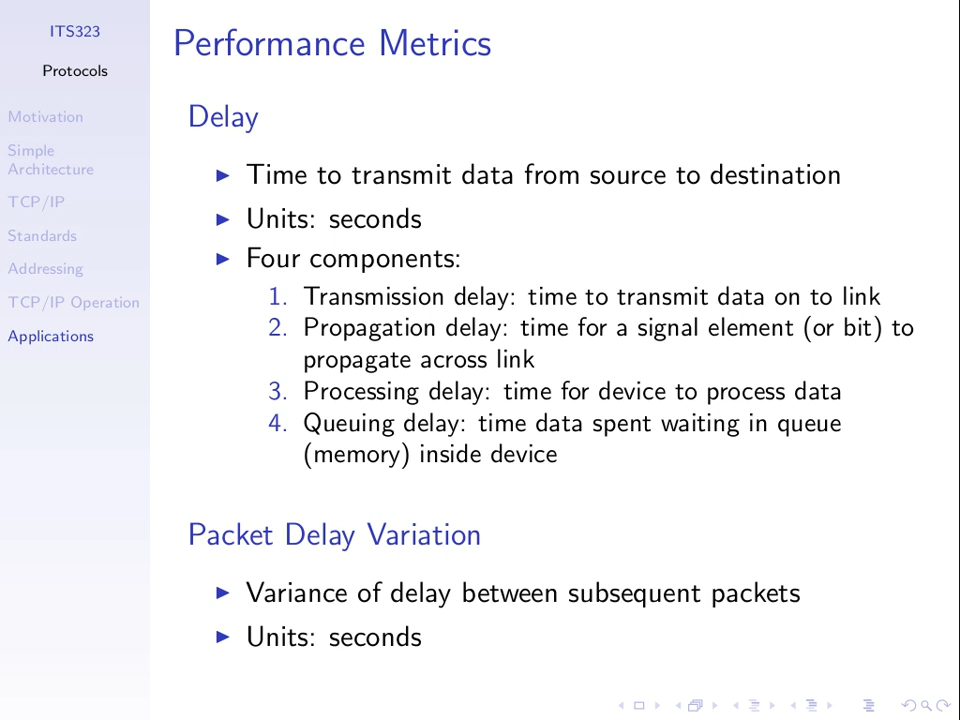 ITS323
Protocols
Motivation
Simple
Architecture
TCP/IP
Standards
Addressing
TCP/IP Operation
Applications
Performance Metrics
Delay
Time to transmit data from source to destination
Units: seconds
Four components:
1. Transmission delay: time to transmit data on to link
2. Propagation delay: time for a signal element (or bit) to
propagate across link
3. Processing delay: time for device to process data
4. Queuing delay: time data spent waiting in queue
(memory) inside device
Packet Delay Variation
Variance of delay between subsequent packets
Units: seconds